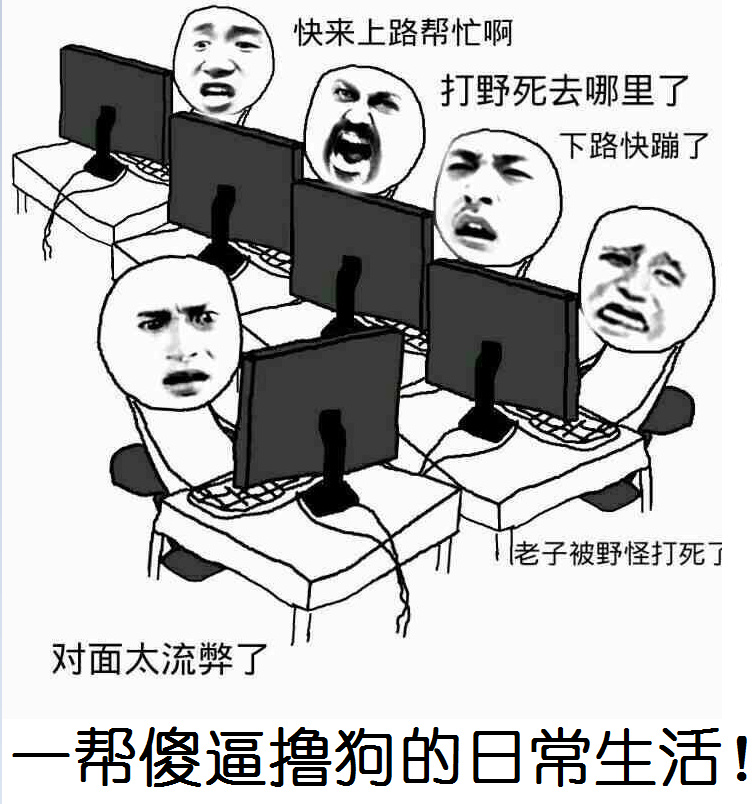 快来上路帮忙啊
打野死去哪里了
下路快蹦了
老子被野怪打死了
对面太流弊了
一帮傻逼撸狗的日常生活!